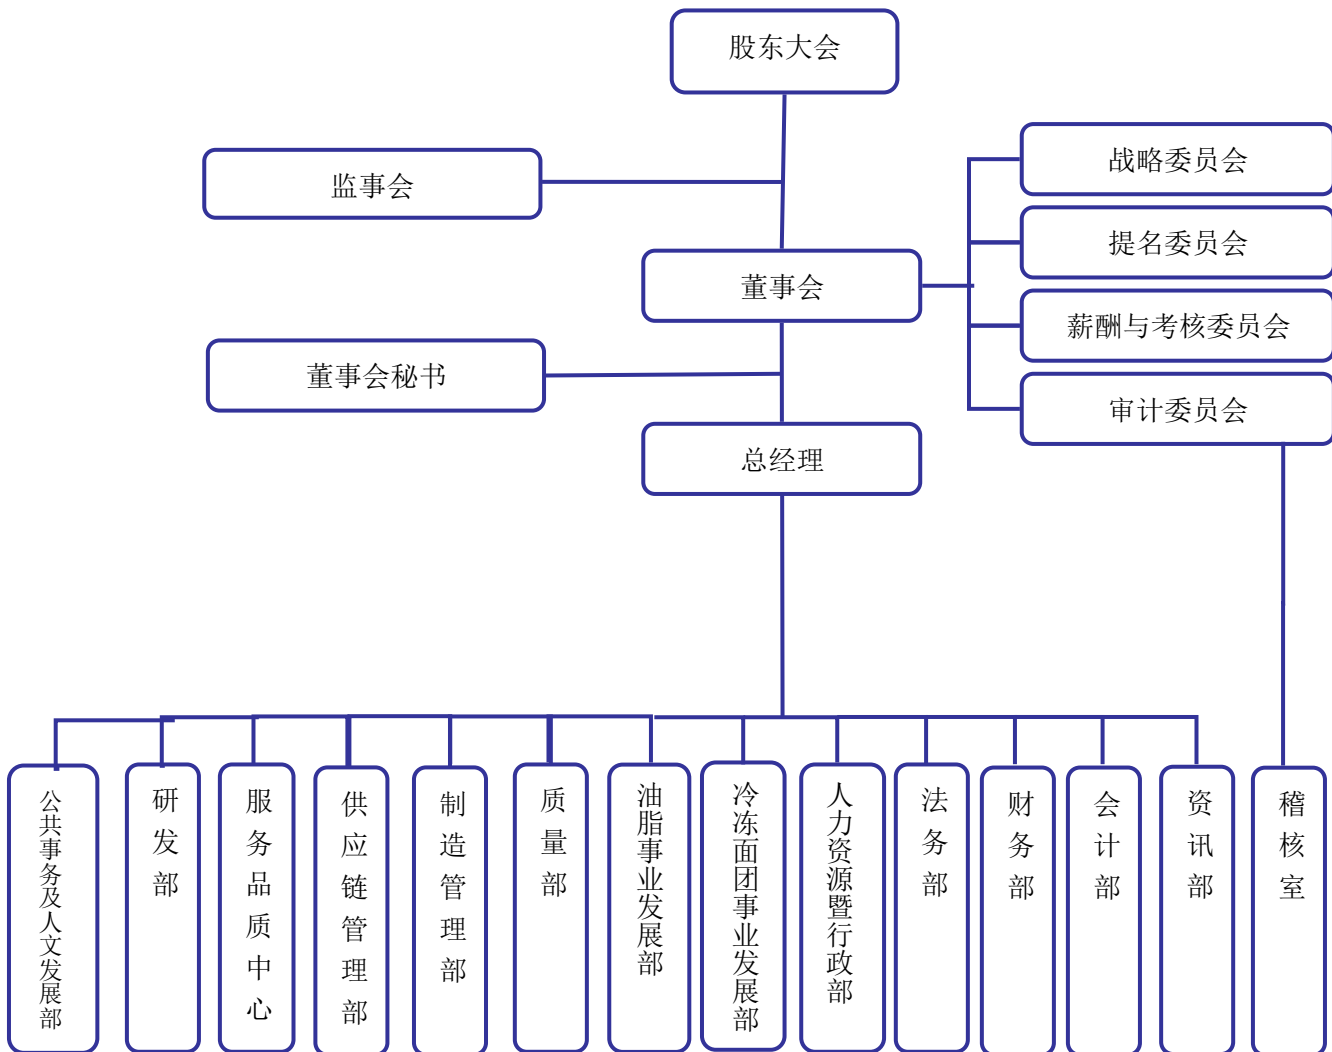 股东大会
战略委员会
监事会
提名委员会
董事会
薪酬与考核委员会
董事会秘书
审计委员会
总经理
公共事务及人文发展部
研发部
服务品质中心
供应链管理部
制造管理部
质量部
油脂事业发展部
冷冻面团事业发展部
人力资源暨行政部
法务部
财务部
会计部
资讯部
稽核室